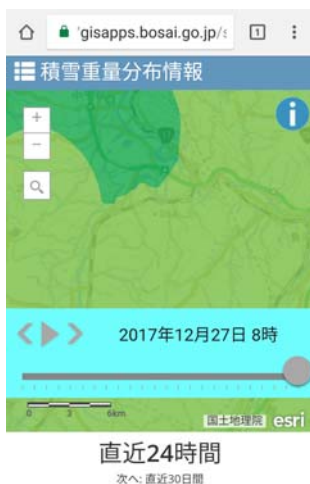 'gisapps.bosai.go.jp/s
1
積雪重量分布情報
i
+
−
2017年12月27日 8時
0 3 6km
国土地理院 esri
直近24時間
次へ: 直近30日間